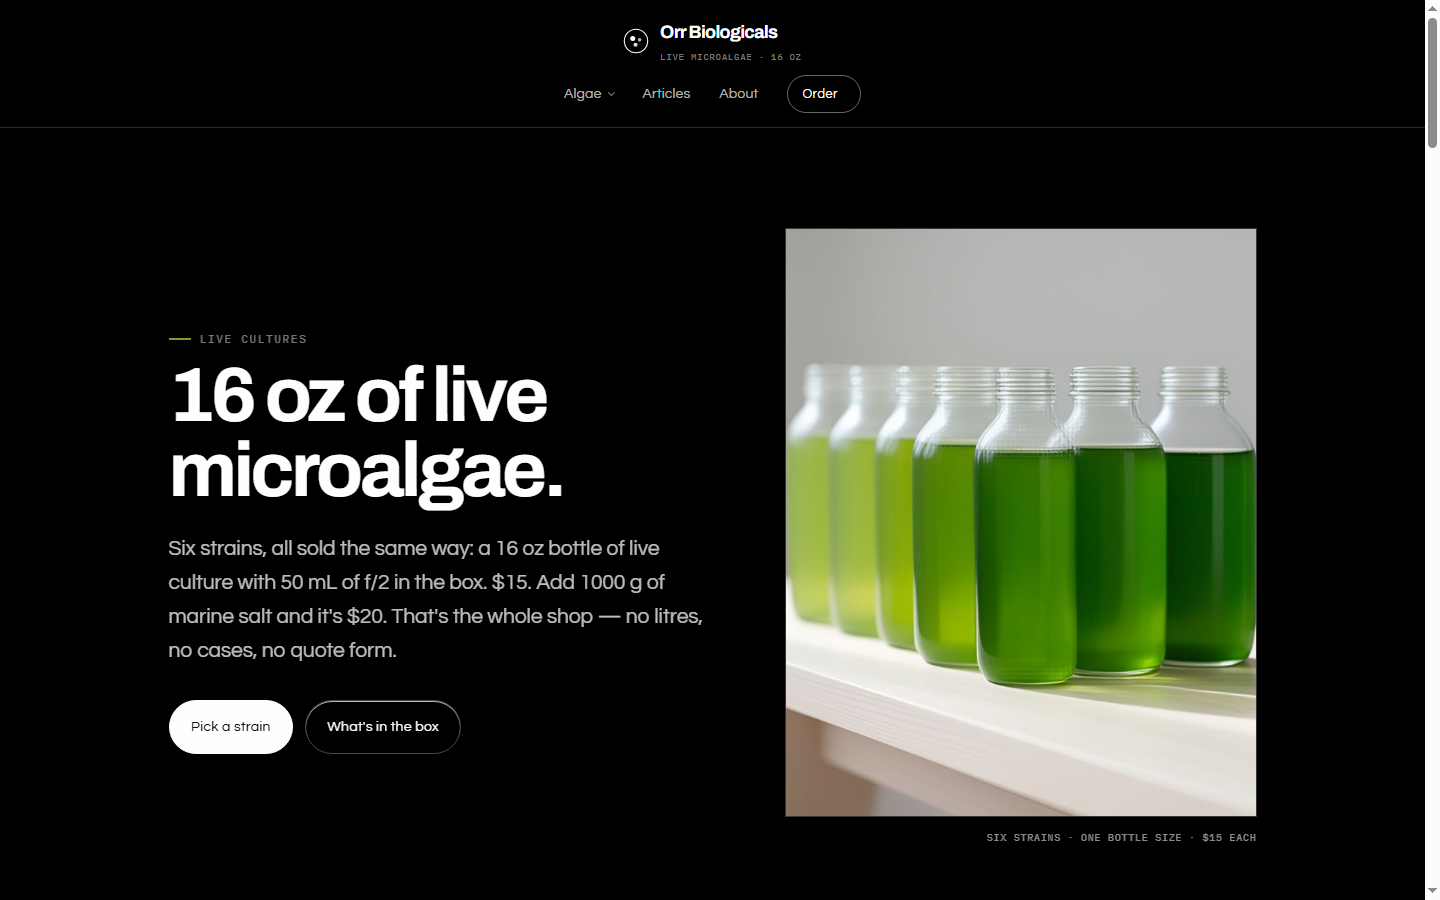 Orr Biologicals
LIVE MICROALGAE · 16 OZ
Algae
Articles
About
Order
LIVE CULTURES
16 oz of live
microalgae.
Six strains, all sold the same way: a 16 oz bottle of live
culture with 50 mL of f/2 in the box. $15. Add 1000 g of
marine salt and it's $20. That's the whole shop — no litres,
no cases, no quote form.
Pick a strain
What's in the box
SIX STRAINS · ONE BOTTLE SIZE · $15 EACH